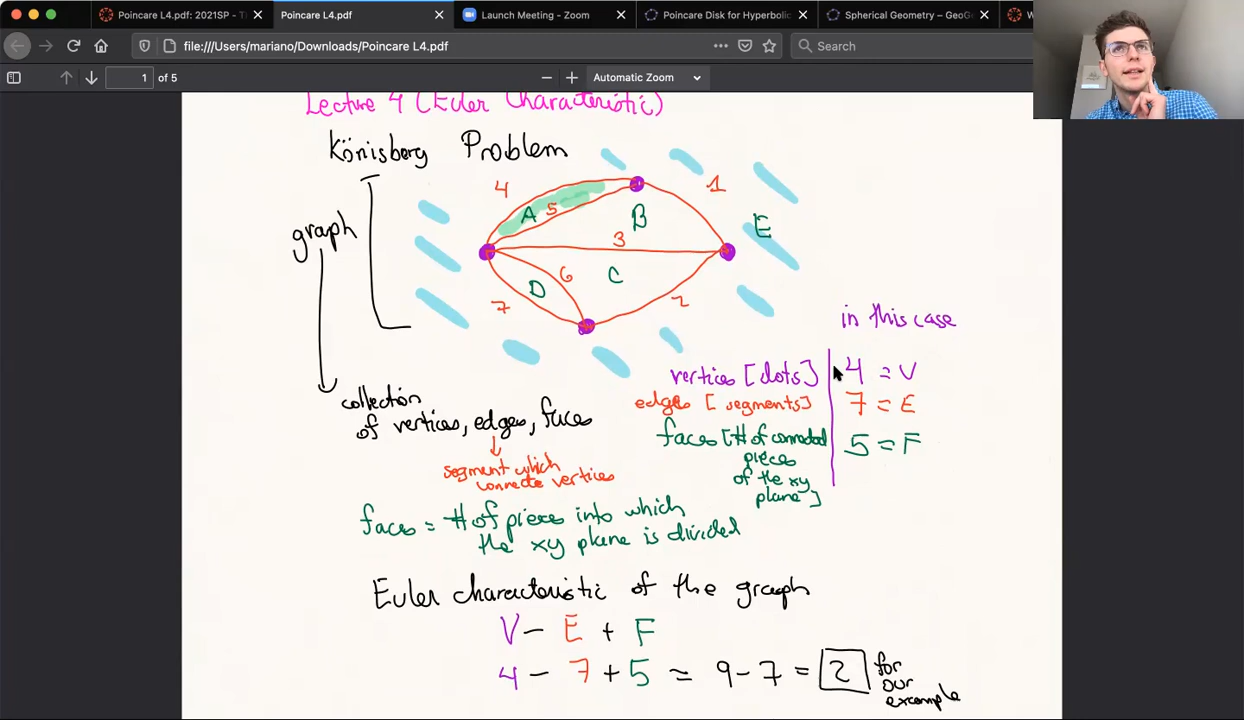 Poincare L4.pdf: 2021SP - T
Poincare L4.pdf
Launch Meeting - Zoom
Poincare Disk for Hyperbolic
Spherical Geometry – GeoG
file:///Users/mariano/Downloads/Poincare L4.pdf
Search
1 of 5
Automatic Zoom
Lecture 4 (Euler Characteristic)
Könisberg Problem
4
1
A
5
B
E
graph
3
6
C
D
7
2
in this case
vertices [dots]
4 = V
collection
edges [segments]
7 = E
of vertices, edges, faces
faces [# of connected
5 = F
pieces
segment which
of the xy
connects vertices
plane]
faces = # of pieces into which
the xy plane is divided
Euler characteristic of the graph
V - E + F
4 - 7 + 5 = 9 - 7 = 2 for
our
example